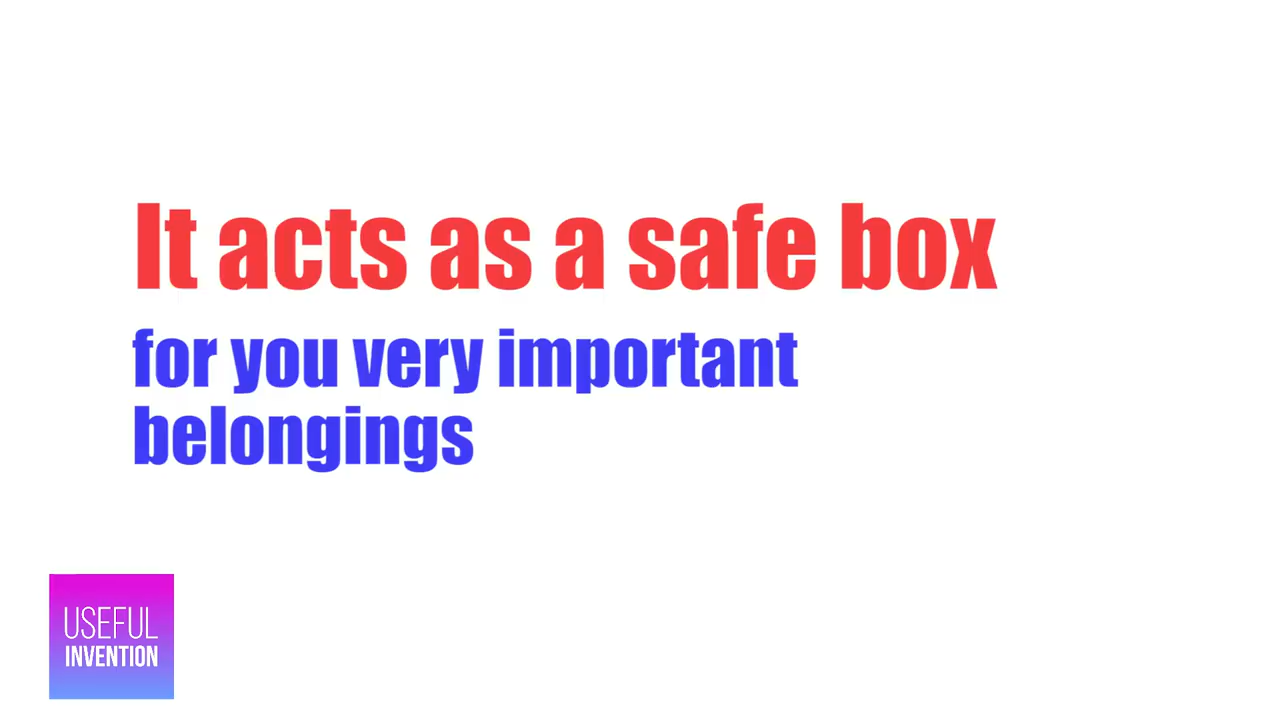 It acts as a safe box
for you very important
belongings
USEFUL
INVENTION